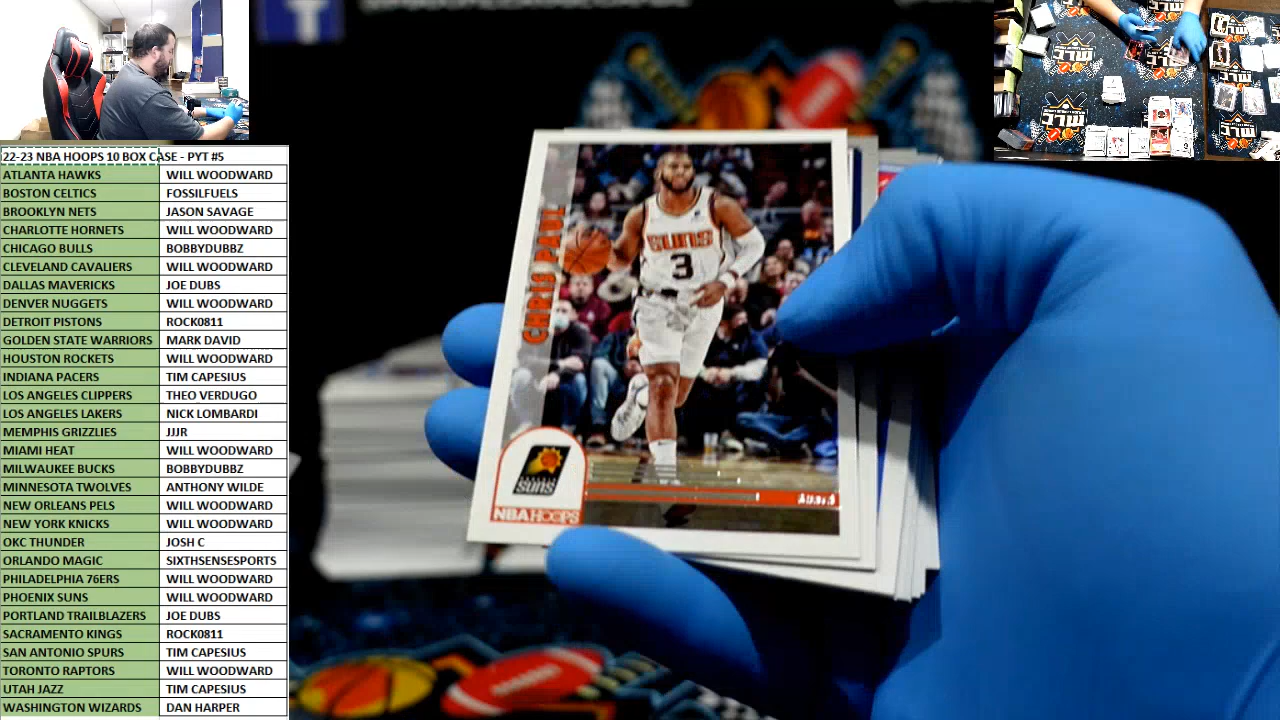 22-23 NBA HOOPS 10 BOX CASE - PYT #5
ATLANTA HAWKS WILL WOODWARD
BOSTON CELTICS FOSSILFUELS
BROOKLYN NETS JASON SAVAGE
CHARLOTTE HORNETS WILL WOODWARD
CHICAGO BULLS BOBBYDUBBZ
CLEVELAND CAVALIERS WILL WOODWARD
DALLAS MAVERICKS JOE DUBS
DENVER NUGGETS WILL WOODWARD
DETROIT PISTONS ROCK0811
GOLDEN STATE WARRIORS MARK DAVID
HOUSTON ROCKETS WILL WOODWARD
INDIANA PACERS TIM CAPESIUS
LOS ANGELES CLIPPERS THEO VERDUGO
LOS ANGELES LAKERS NICK LOMBARDI
MEMPHIS GRIZZLIES JJJR
MIAMI HEAT WILL WOODWARD
MILWAUKEE BUCKS BOBBYDUBBZ
MINNESOTA TWOLVES ANTHONY WILDE
NEW ORLEANS PELS WILL WOODWARD
NEW YORK KNICKS WILL WOODWARD
OKC THUNDER JOSH C
ORLANDO MAGIC SIXTHSENSESPORTS
PHILADELPHIA 76ERS WILL WOODWARD
PHOENIX SUNS WILL WOODWARD
PORTLAND TRAILBLAZERS JOE DUBS
SACRAMENTO KINGS ROCK0811
SAN ANTONIO SPURS TIM CAPESIUS
TORONTO RAPTORS WILL WOODWARD
UTAH JAZZ TIM CAPESIUS
WASHINGTON WIZARDS DAN HARPER
CHRIS PAUL
SUNS
3
SUNS
NBA HOOPS